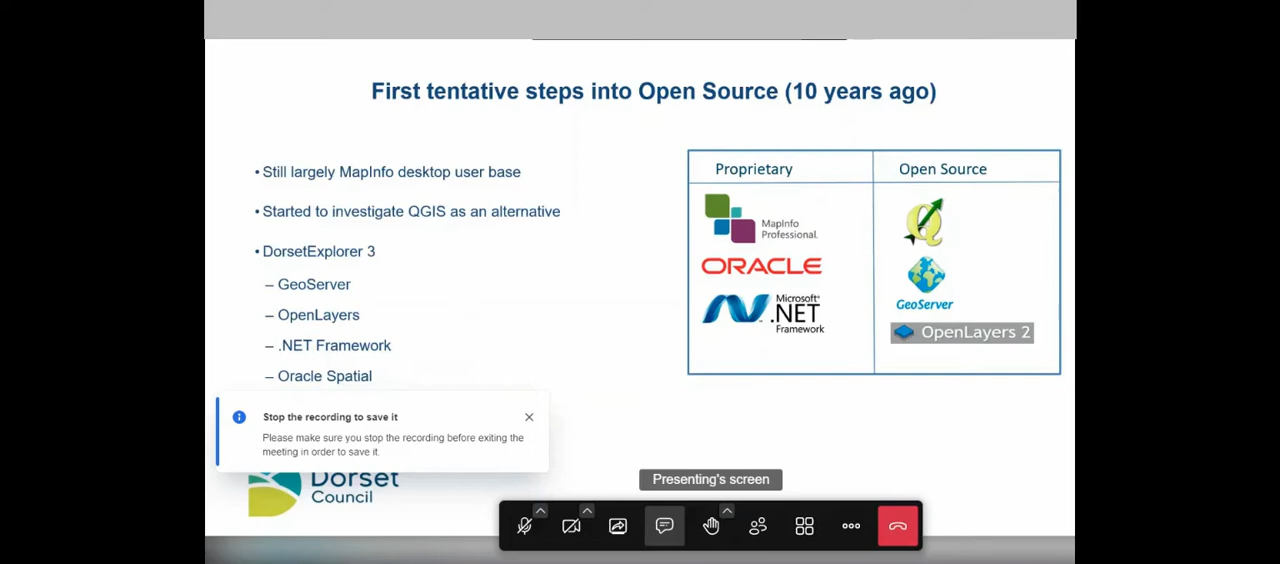 First tentative steps into Open Source (10 years ago)
• Still largely MapInfo desktop user base
• Started to investigate QGIS as an alternative
• DorsetExplorer 3
– GeoServer
– OpenLayers
– .NET Framework
– Oracle Spatial
Proprietary
Open Source
MapInfo
Professional.
ORACLE
Microsoft®
.NET
Framework
Q
GeoServer
OpenLayers 2
Stop the recording to save it
Please make sure you stop the recording before exiting the
meeting in order to save it.
Dorset
Council
Presenting's screen